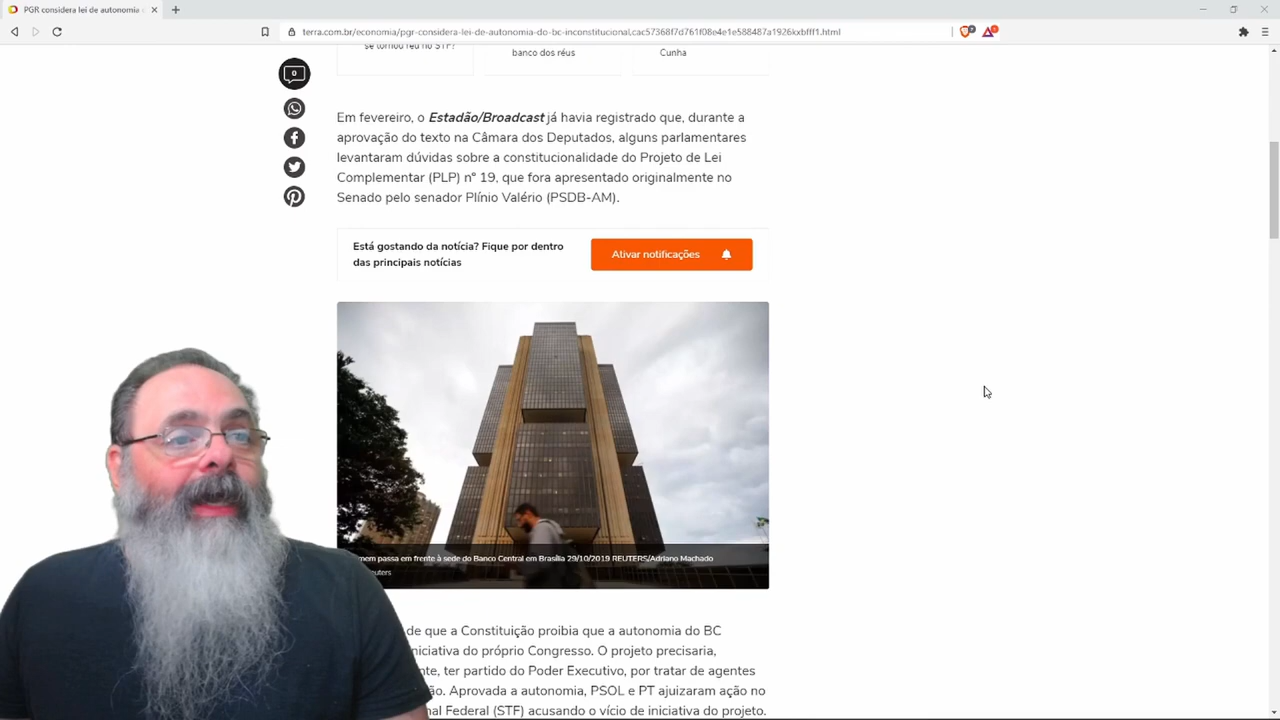 PGR considera lei de autonomia
terra.com.br/economia/pgr-considera-lei-de-autonomia-do-bc-inconstitucional,cac57368f7d761f08e4e1e588487a1926kxbfff1.html
se tornou réu no STF?
banco dos réus
Cunha
0
Em fevereiro, o Estadão/Broadcast já havia registrado que, durante a
aprovação do texto na Câmara dos Deputados, alguns parlamentares
levantaram dúvidas sobre a constitucionalidade do Projeto de Lei
Complementar (PLP) nº 19, que fora apresentado originalmente no
Senado pelo senador Plínio Valério (PSDB-AM).
Está gostando da notícia? Fique por dentro
das principais notícias
Ativar notificações
passa em frente à sede do Banco Central em Brasília 29/10/2019 REUTERS/Adriano Machado
de que a Constituição proibia que a autonomia do BC
do próprio Congresso. O projeto precisaria,
ter partido do Poder Executivo, por tratar de agentes
Aprovada a autonomia, PSOL e PT ajuizaram ação no
Federal (STF) acusando o vício de iniciativa do projeto.